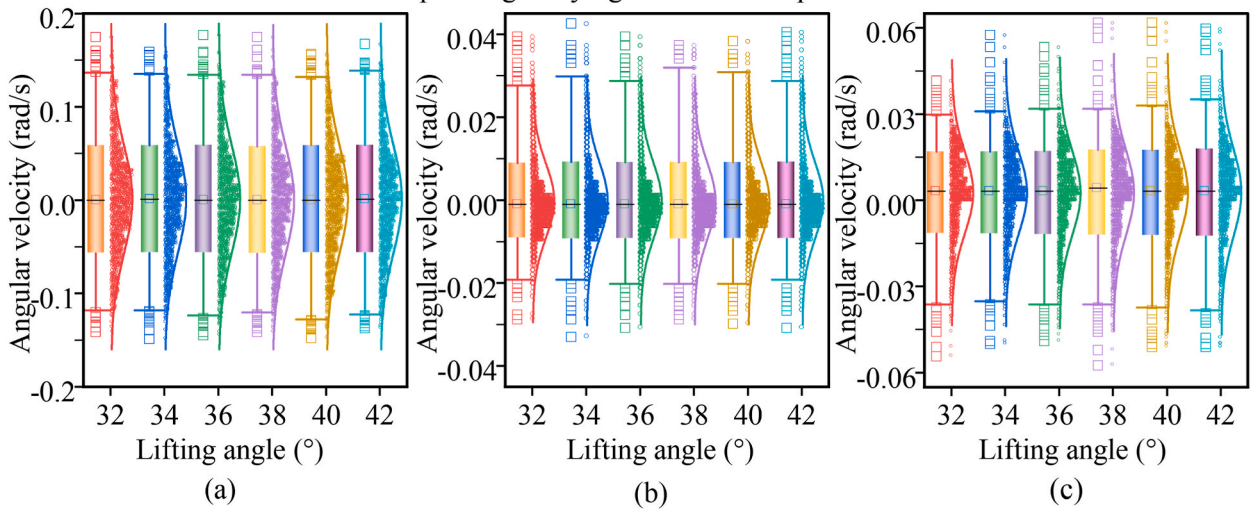 0.2
0.1
0.0
-0.1
-0.2
Angular velocity (rad/s)
32 34 36 38 40 42
Lifting angle (°)
(a)
0.04
0.02
0.00
-0.02
-0.04
Angular velocity (rad/s)
32 34 36 38 40 42
Lifting angle (°)
(b)
0.06
0.03
0.00
-0.03
-0.06
Angular velocity (rad/s)
32 34 36 38 40 42
Lifting angle (°)
(c)